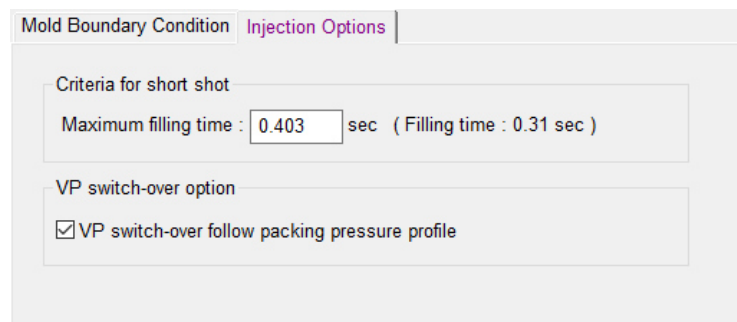 Mold Boundary Condition Injection Options
Criteria for short shot
Maximum filling time : 0.403 sec ( Filling time : 0.31 sec )
VP switch-over option
VP switch-over follow packing pressure profile